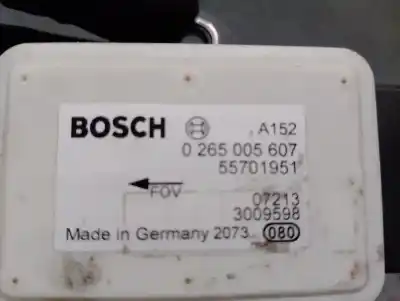 BOSCH A152
0 265 005 607
55701951
FOV
07213
3009598
Made in Germany 2073 080